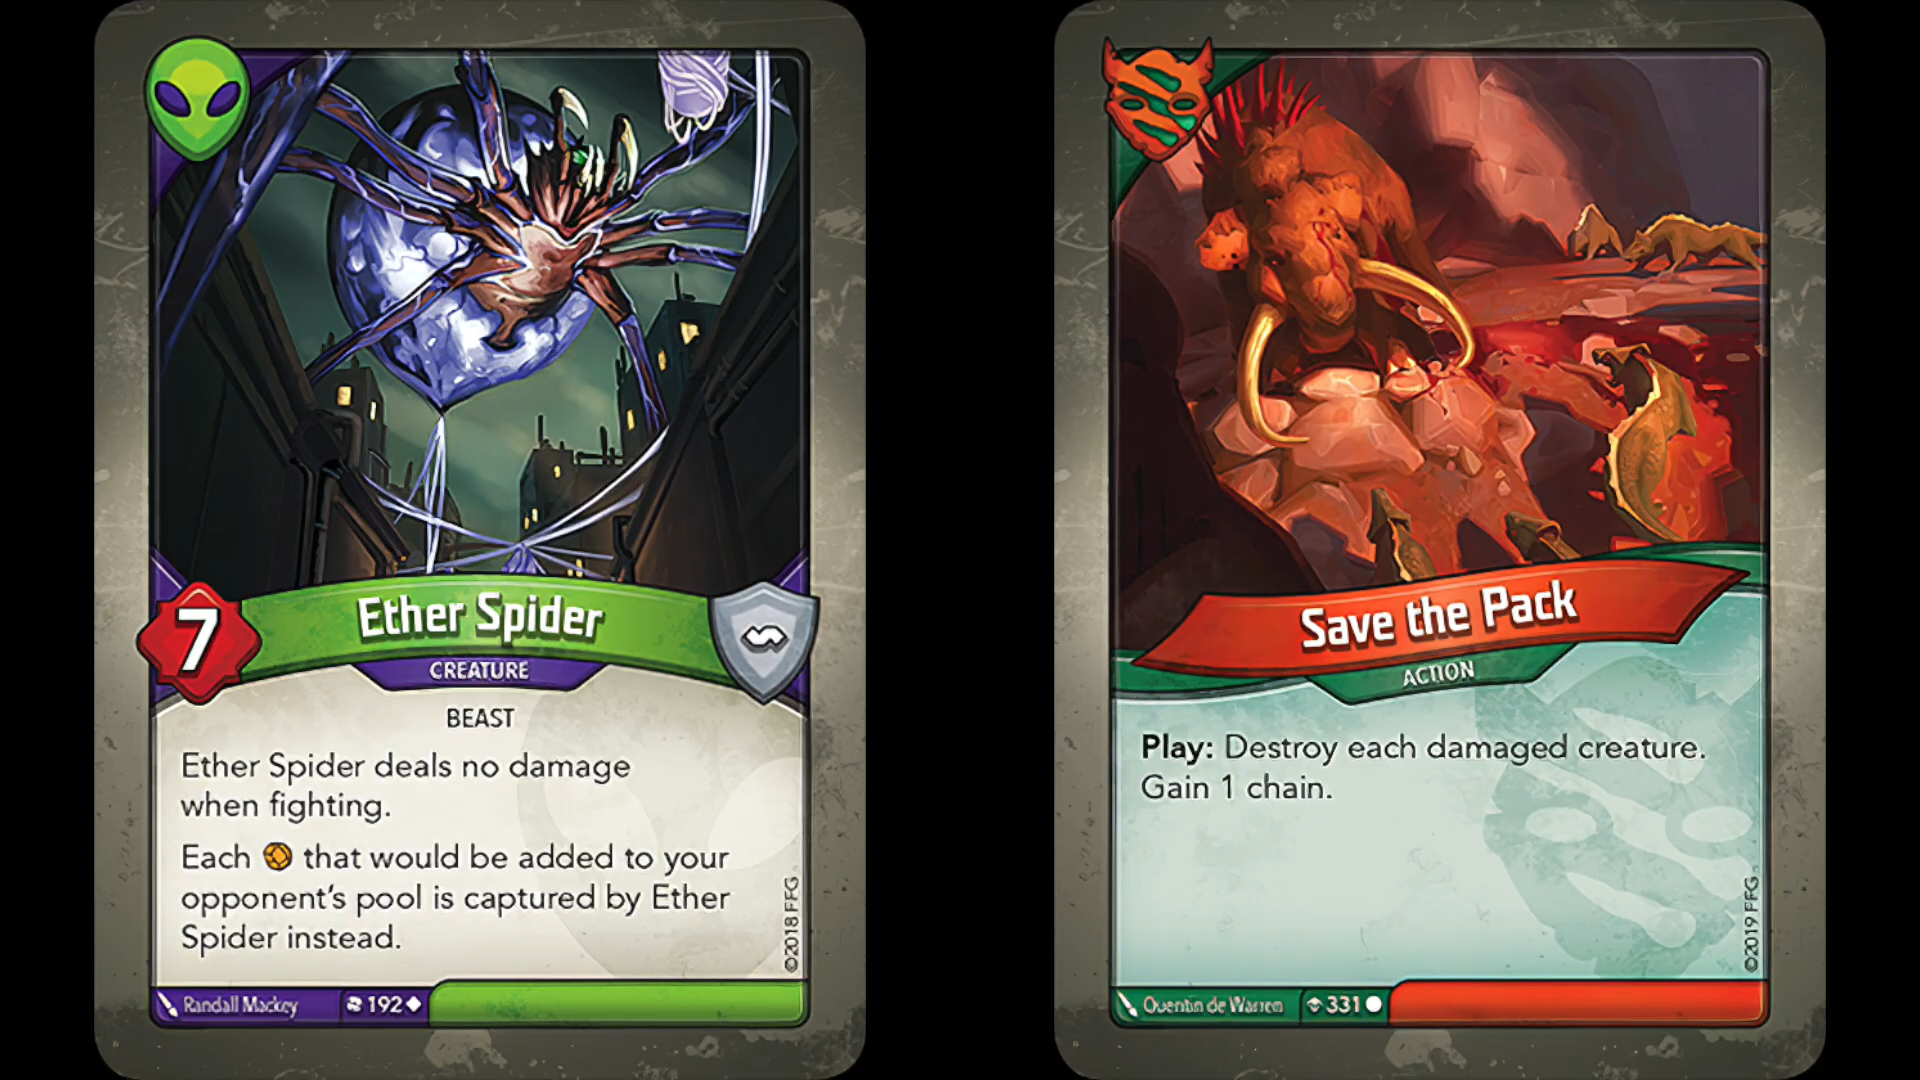 7
Ether Spider
CREATURE
BEAST
Ether Spider deals no damage
when fighting.
Each that would be added to your
opponent's pool is captured by Ether
Spider instead.
©2018 FFG
Randall Mackey
192
Save the Pack
ACTION
Play: Destroy each damaged creature.
Gain 1 chain.
©2019 FFG
Quentin de Warren
331